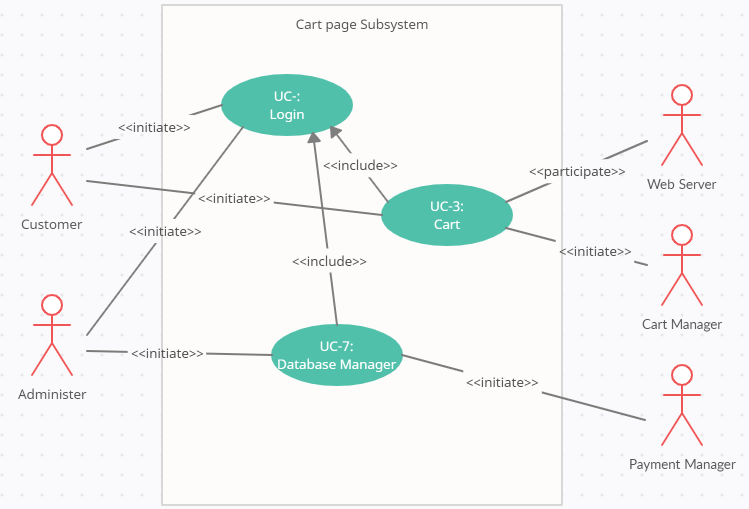 Cart page Subsystem
UC-:
Login
<<initiate>>
<<include>>
<<participate>>
Web Server
<<initiate>>
UC-3:
Cart
Customer
<<initiate>>
<<initiate>>
<<include>>
Cart Manager
UC-7:
Database Manager
<<initiate>>
<<initiate>>
Administer
Payment Manager